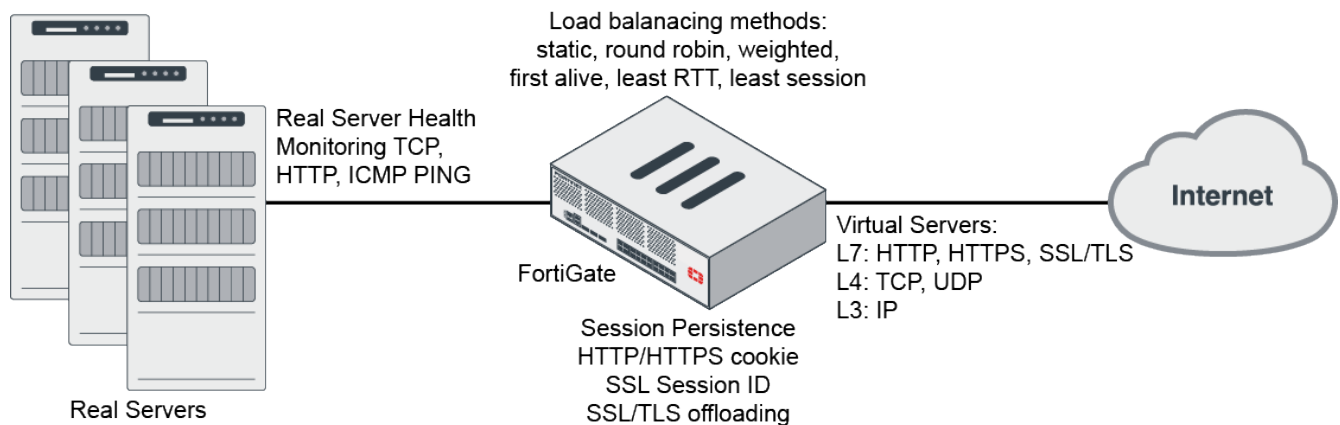 Load balanacing methods:
static, round robin, weighted,
first alive, least RTT, least session
Real Server Health
Monitoring TCP,
HTTP, ICMP PING
Internet
Virtual Servers:
L7: HTTP, HTTPS, SSL/TLS
L4: TCP, UDP
L3: IP
FortiGate
Session Persistence
HTTP/HTTPS cookie
SSL Session ID
SSL/TLS offloading
Real Servers